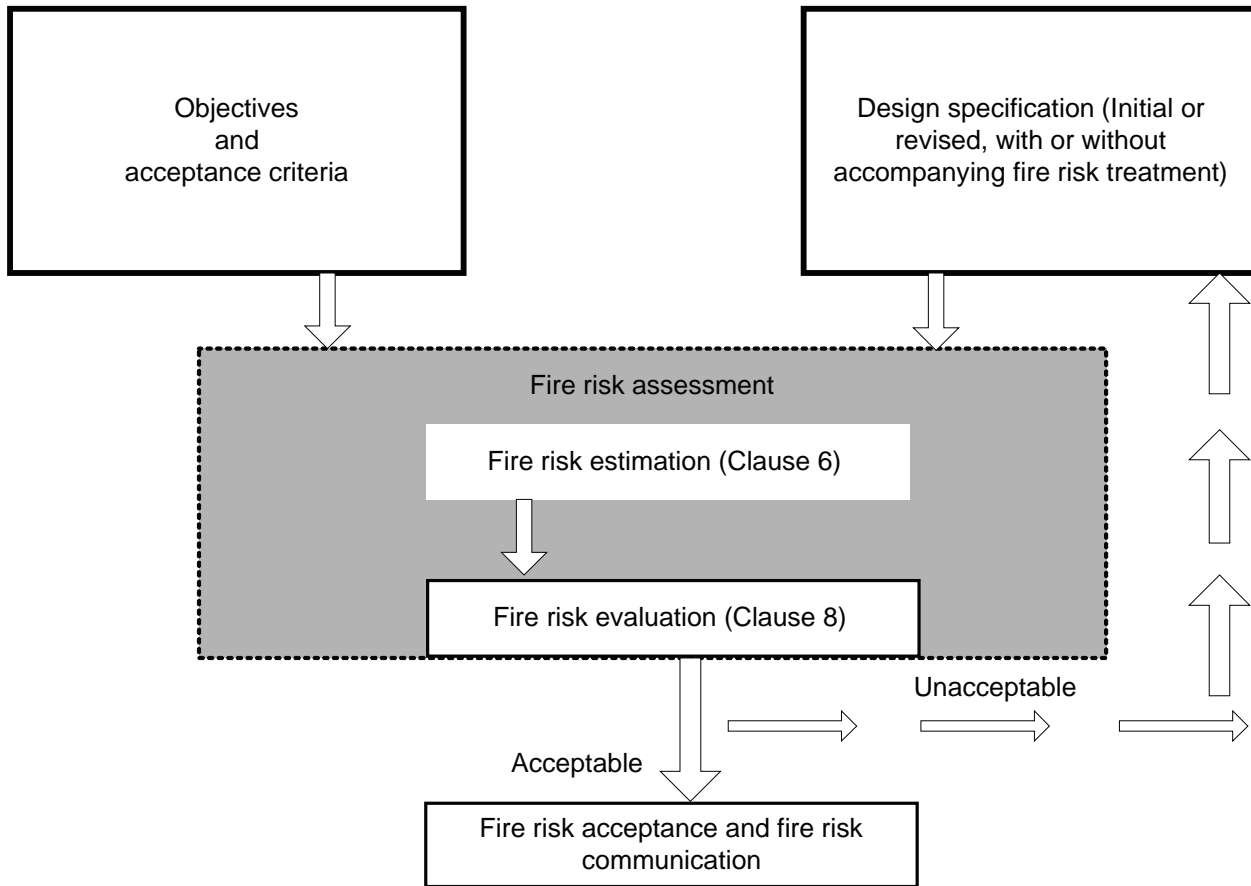 Objectives
and
acceptance criteria
Design specification (Initial or
revised, with or without
accompanying fire risk treatment)
Fire risk assessment
Fire risk estimation (Clause 6)
Fire risk evaluation (Clause 8)
Unacceptable
Acceptable
Fire risk acceptance and fire risk
communication